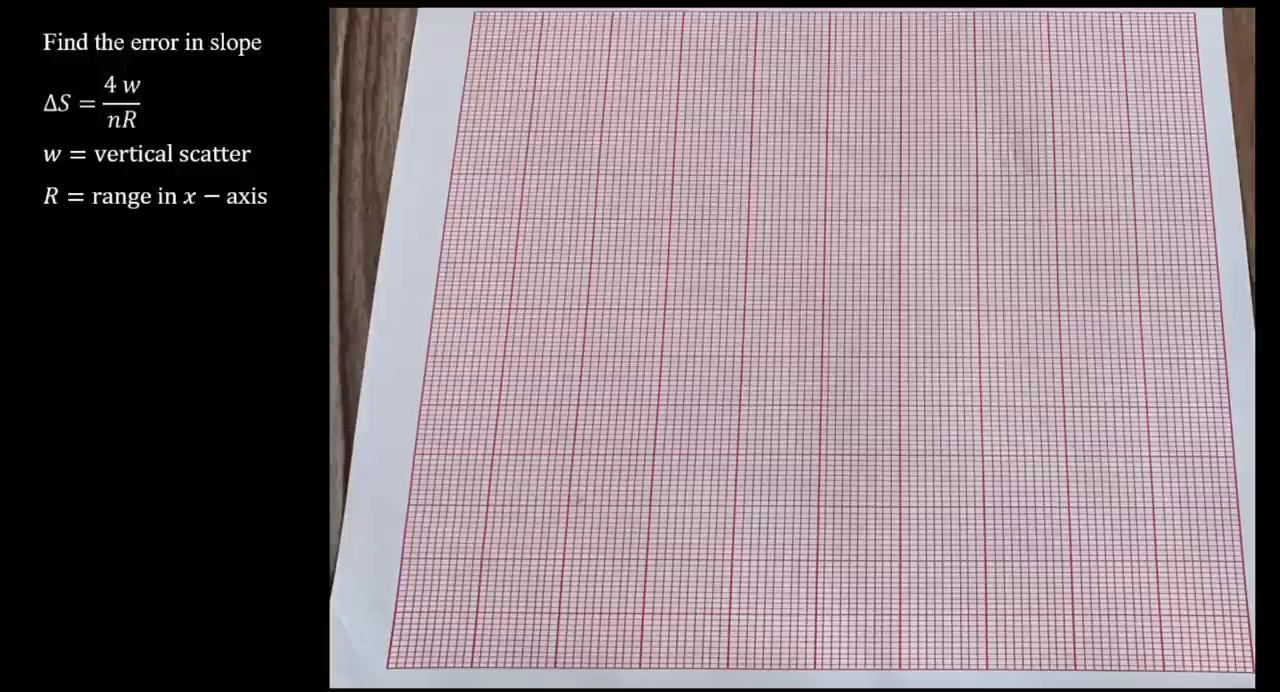 Find the error in slope
ΔS = 4 w / nR
w = vertical scatter
R = range in x − axis